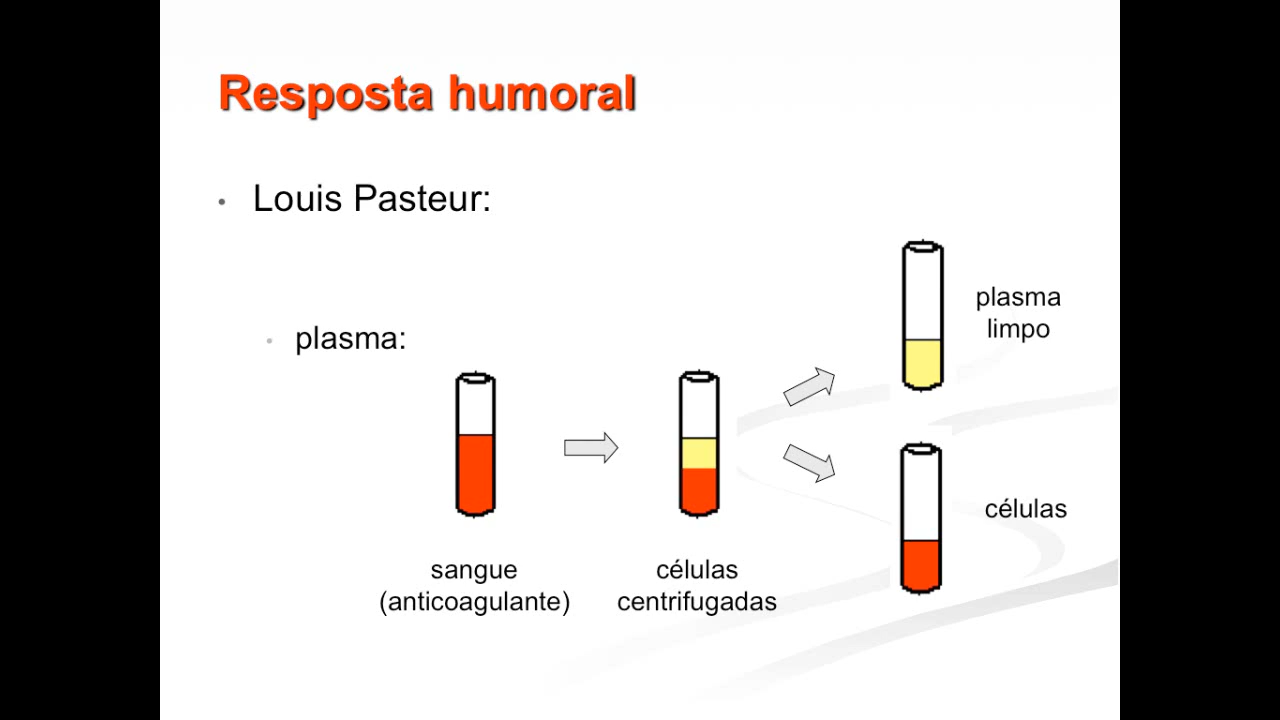 Resposta humoral
• Louis Pasteur:
• plasma:
plasma
limpo
células
sangue
(anticoagulante)
células
centrifugadas